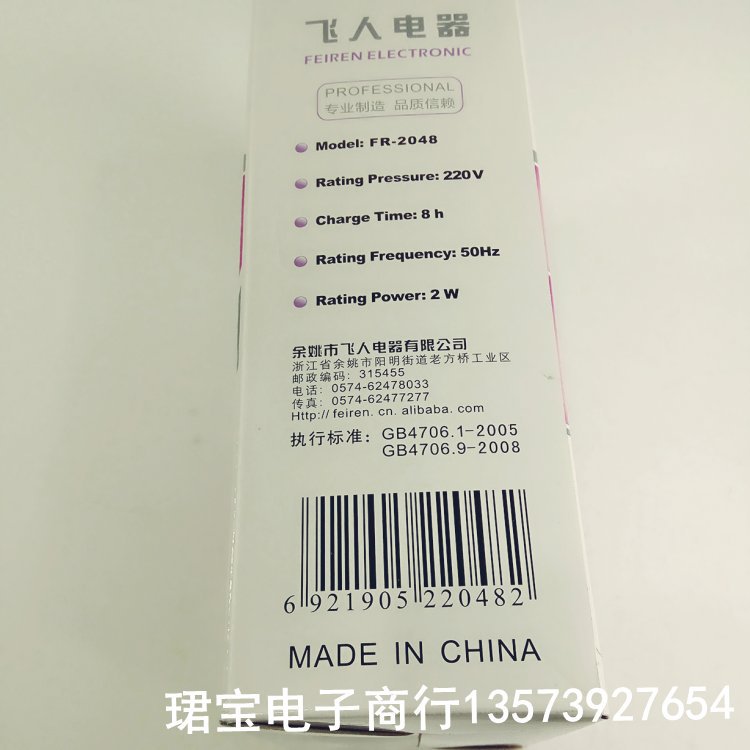 飞人电器
FEIREN ELECTRONIC
PROFESSIONAL
专业制造 品质信赖
Model: FR-2048
Rating Pressure: 220V
Charge Time: 8 h
Rating Frequency: 50Hz
Rating Power: 2 W
余姚市飞人电器有限公司
浙江省余姚市阳明街道老方桥工业区
邮政编码: 315455
电话: 0574-62478033
传真: 0574-62477277
Http://feiren.cn.alibaba.com
执行标准: GB4706.1-2005
GB4706.9-2008
6 921905 220482
MADE IN CHINA
珺宝电子商行13573927654